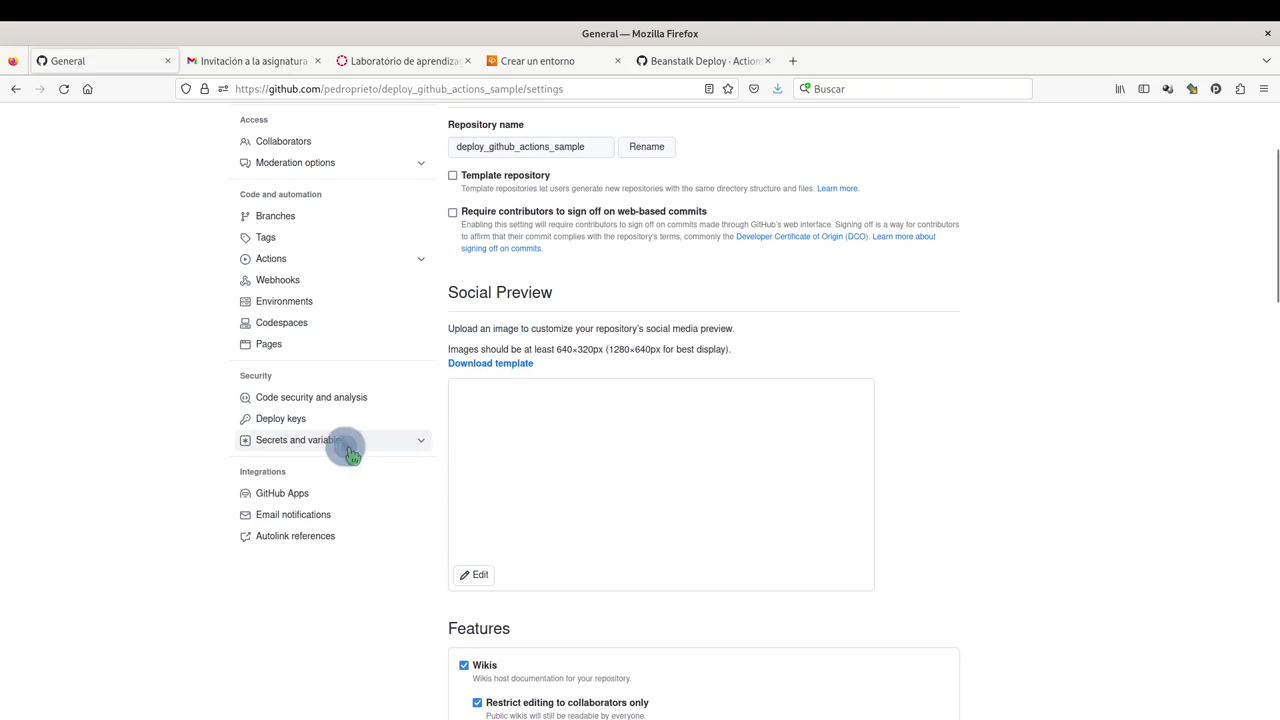 General — Mozilla Firefox
General
Invitación a la asignatura
Laboratório de aprendiza
Crear un entorno
Beanstalk Deploy · Action
https://github.com/pedroprieto/deploy_github_actions_sample/settings
Buscar
Access
Collaborators
Moderation options
Code and automation
Branches
Tags
Actions
Webhooks
Environments
Codespaces
Pages
Security
Code security and analysis
Deploy keys
Secrets and variables
Integrations
GitHub Apps
Email notifications
Autolink references
Repository name
deploy_github_actions_sample
Rename
Template repository
Template repositories let users generate new repositories with the same directory structure and files. Learn more.
Require contributors to sign off on web-based commits
Enabling this setting will require contributors to sign off on commits made through GitHub's web interface. Signing off is a way for contributors
to affirm that their commit complies with the repository's terms, commonly the Developer Certificate of Origin (DCO). Learn more about
signing off on commits.
Social Preview
Upload an image to customize your repository's social media preview.
Images should be at least 640×320px (1280×640px for best display).
Download template
Edit
Features
Wikis
Wikis host documentation for your repository.
Restrict editing to collaborators only
Public wikis will still be readable by everyone.